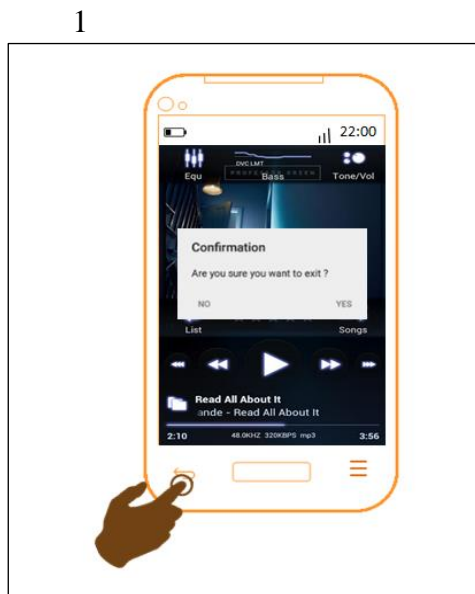 1
22:00
DVC LMT
Equ Bass Tone/Vol
Confirmation
Are you sure you want to exit ?
NO YES
List Songs
Read All About It
ande - Read All About It
2:10 48.0KHZ 320KBPS mp3 3:56